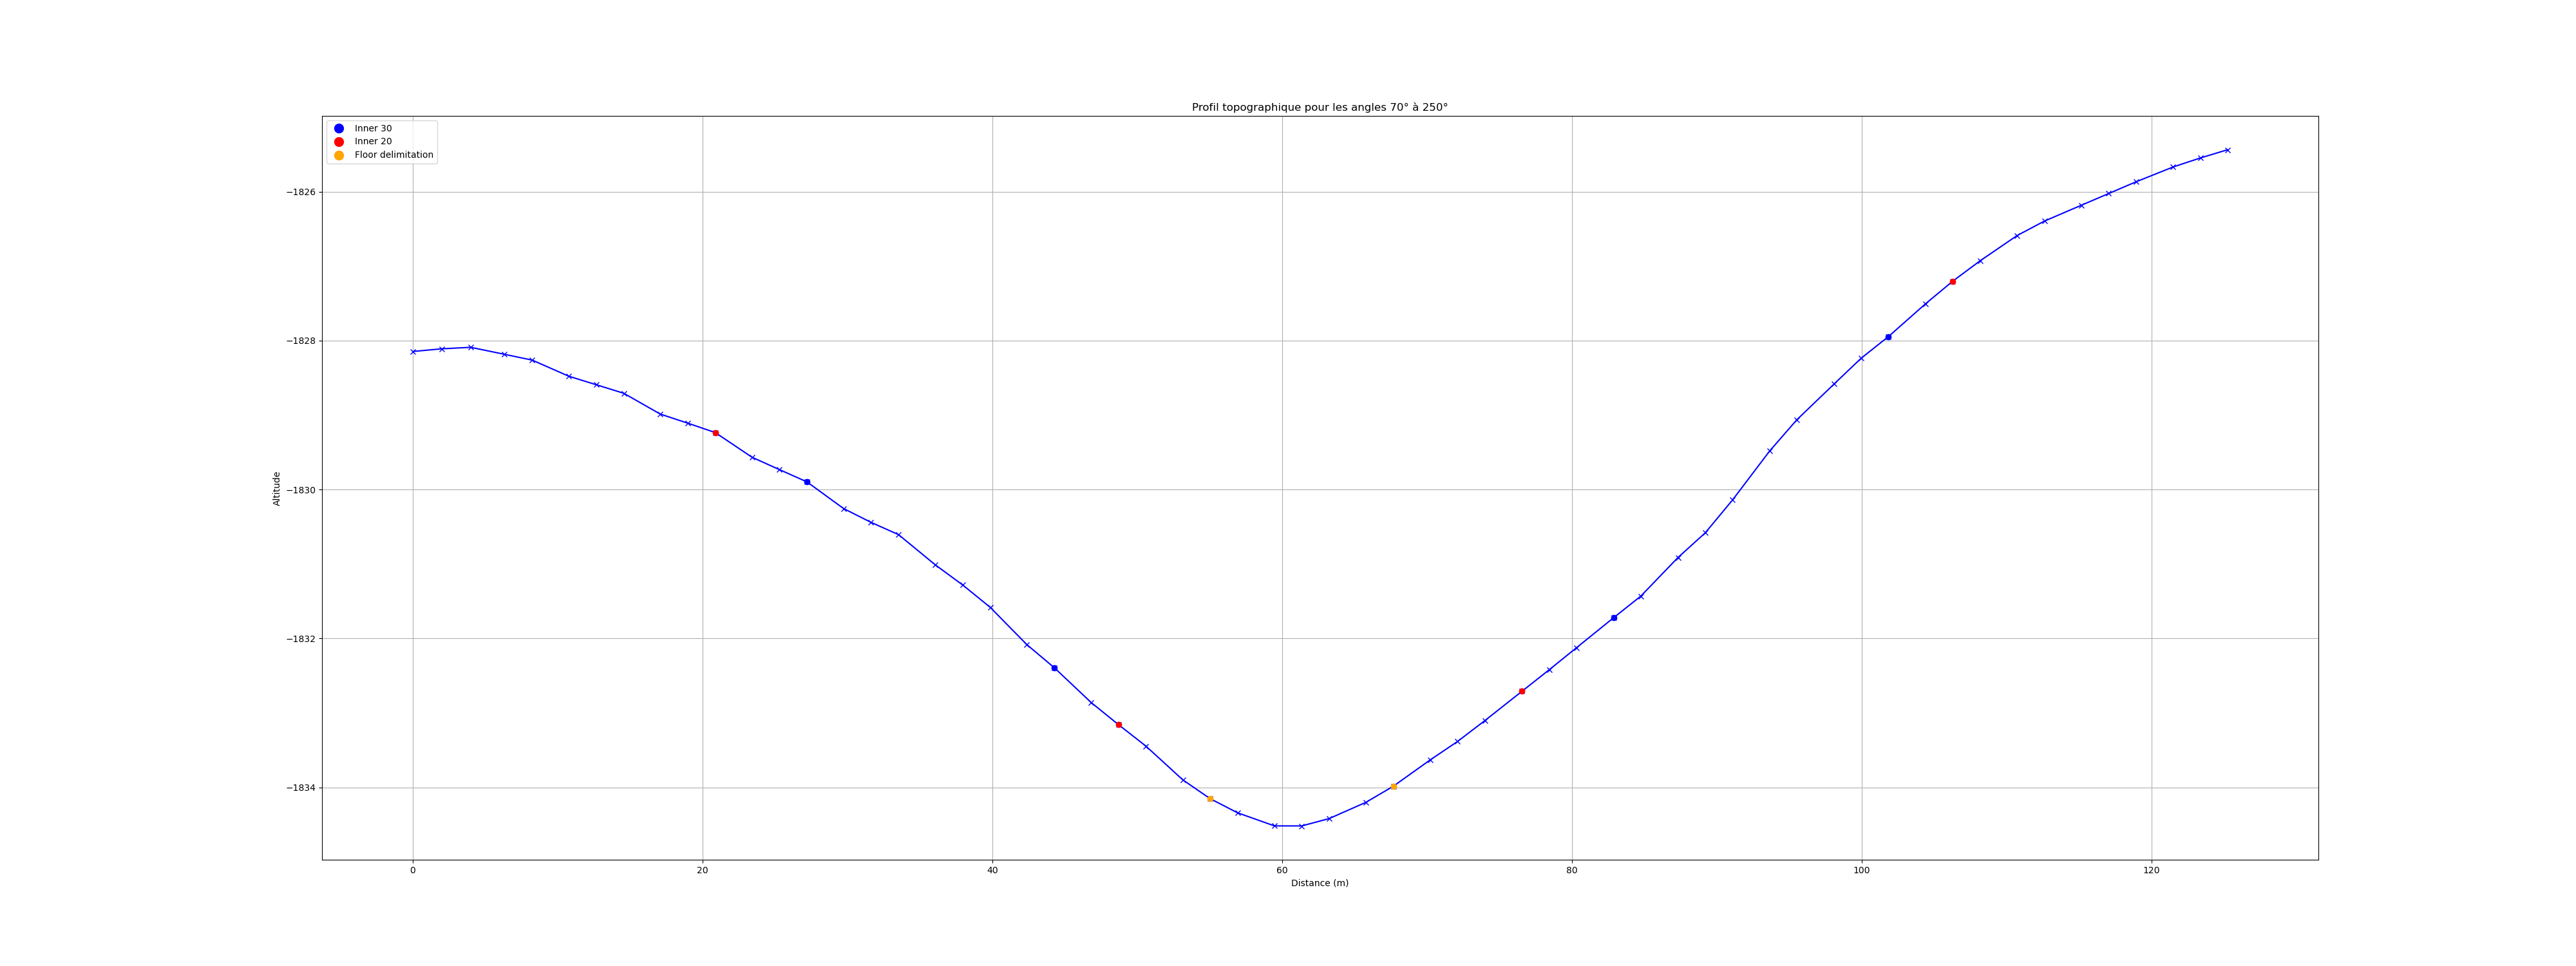 Profil topographique pour les angles 70° à 250°
Inner 30
Inner 20
Floor delimitation
−1826
−1828
−1830
−1832
−1834
Altitude
0 20 40 60 80 100 120
Distance (m)